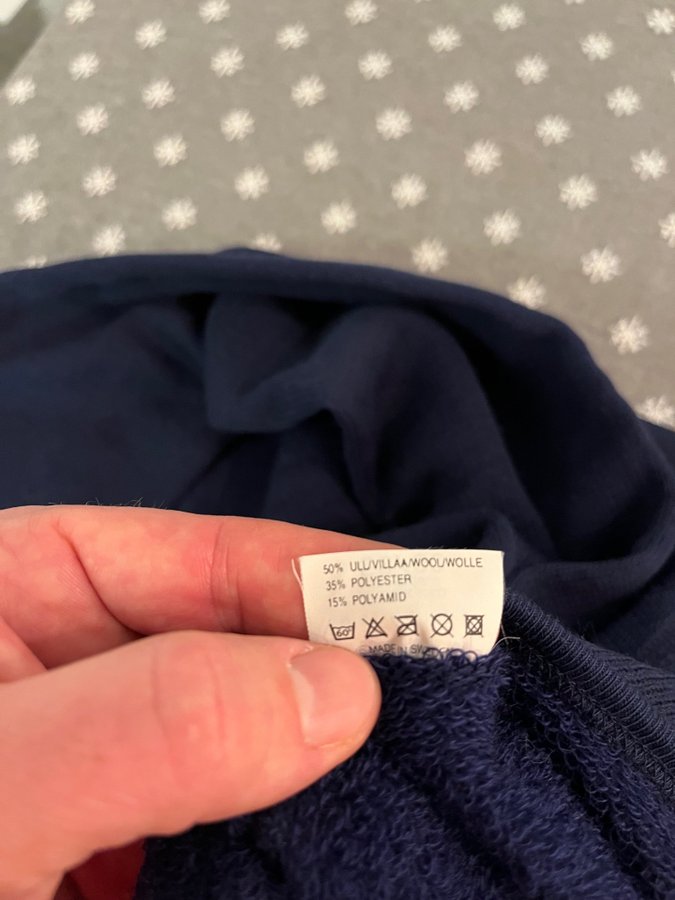 50% ULL/VILLAA/WOOL/WOLLE
35% POLYESTER
15% POLYAMID
60°
MADE IN